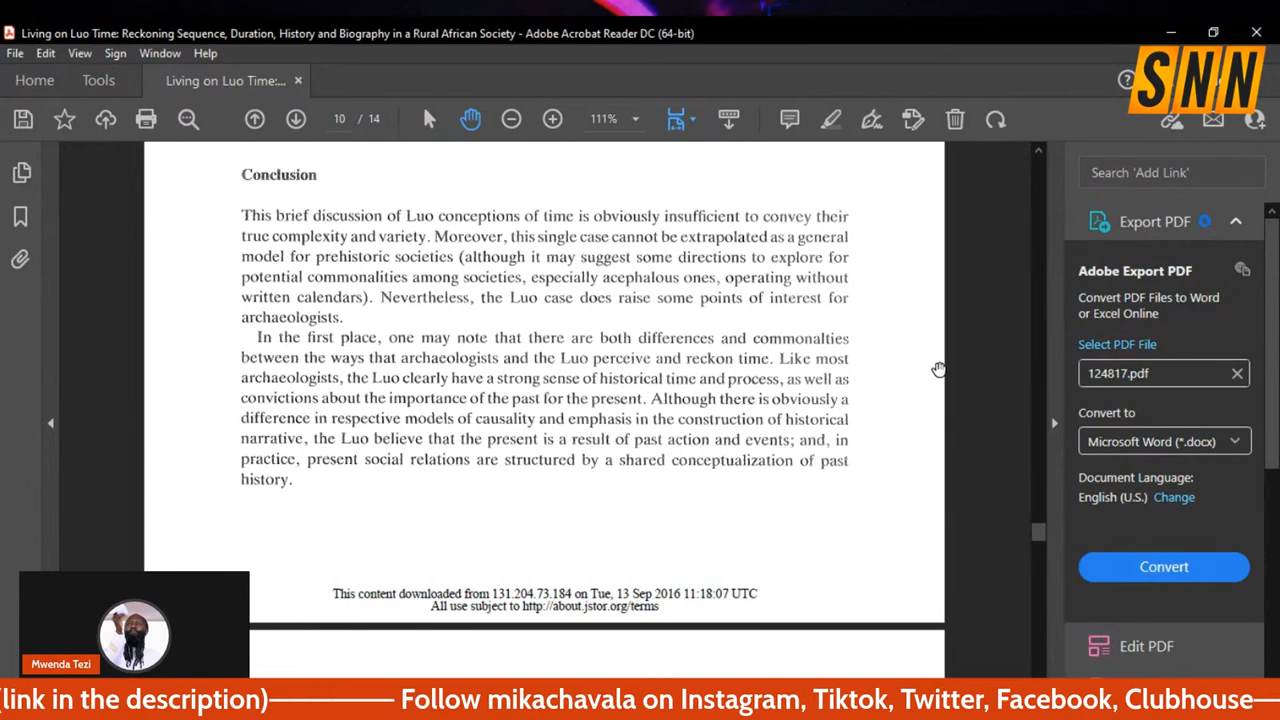 Living on Luo Time: Reckoning Sequence, Duration, History and Biography in a Rural African Society - Adobe Acrobat Reader DC (64-bit)
File Edit View Sign Window Help
Home Tools Living on Luo Time:...
SNN
10 / 14 111%
Conclusion
This brief discussion of Luo conceptions of time is obviously insufficient to convey their
true complexity and variety. Moreover, this single case cannot be extrapolated as a general
model for prehistoric societies (although it may suggest some directions to explore for
potential commonalities among societies, especially acephalous ones, operating without
written calendars). Nevertheless, the Luo case does raise some points of interest for
archaeologists.
In the first place, one may note that there are both differences and commonalties
between the ways that archaeologists and the Luo perceive and reckon time. Like most
archaeologists, the Luo clearly have a strong sense of historical time and process, as well as
convictions about the importance of the past for the present. Although there is obviously a
difference in respective models of causality and emphasis in the construction of historical
narrative, the Luo believe that the present is a result of past action and events; and, in
practice, present social relations are structured by a shared conceptualization of past
history.
This content downloaded from 131.204.73.184 on Tue, 13 Sep 2016 11:18:07 UTC
All use subject to http://about.jstor.org/terms
Search 'Add Link'
Export PDF
Adobe Export PDF
Convert PDF Files to Word
or Excel Online
Select PDF File
124817.pdf
Convert to
Microsoft Word (*.docx)
Document Language:
English (U.S.) Change
Convert
Edit PDF
Mwenda Tezi
(link in the description) Follow mikachavala on Instagram, Tiktok, Twitter, Facebook, Clubhouse